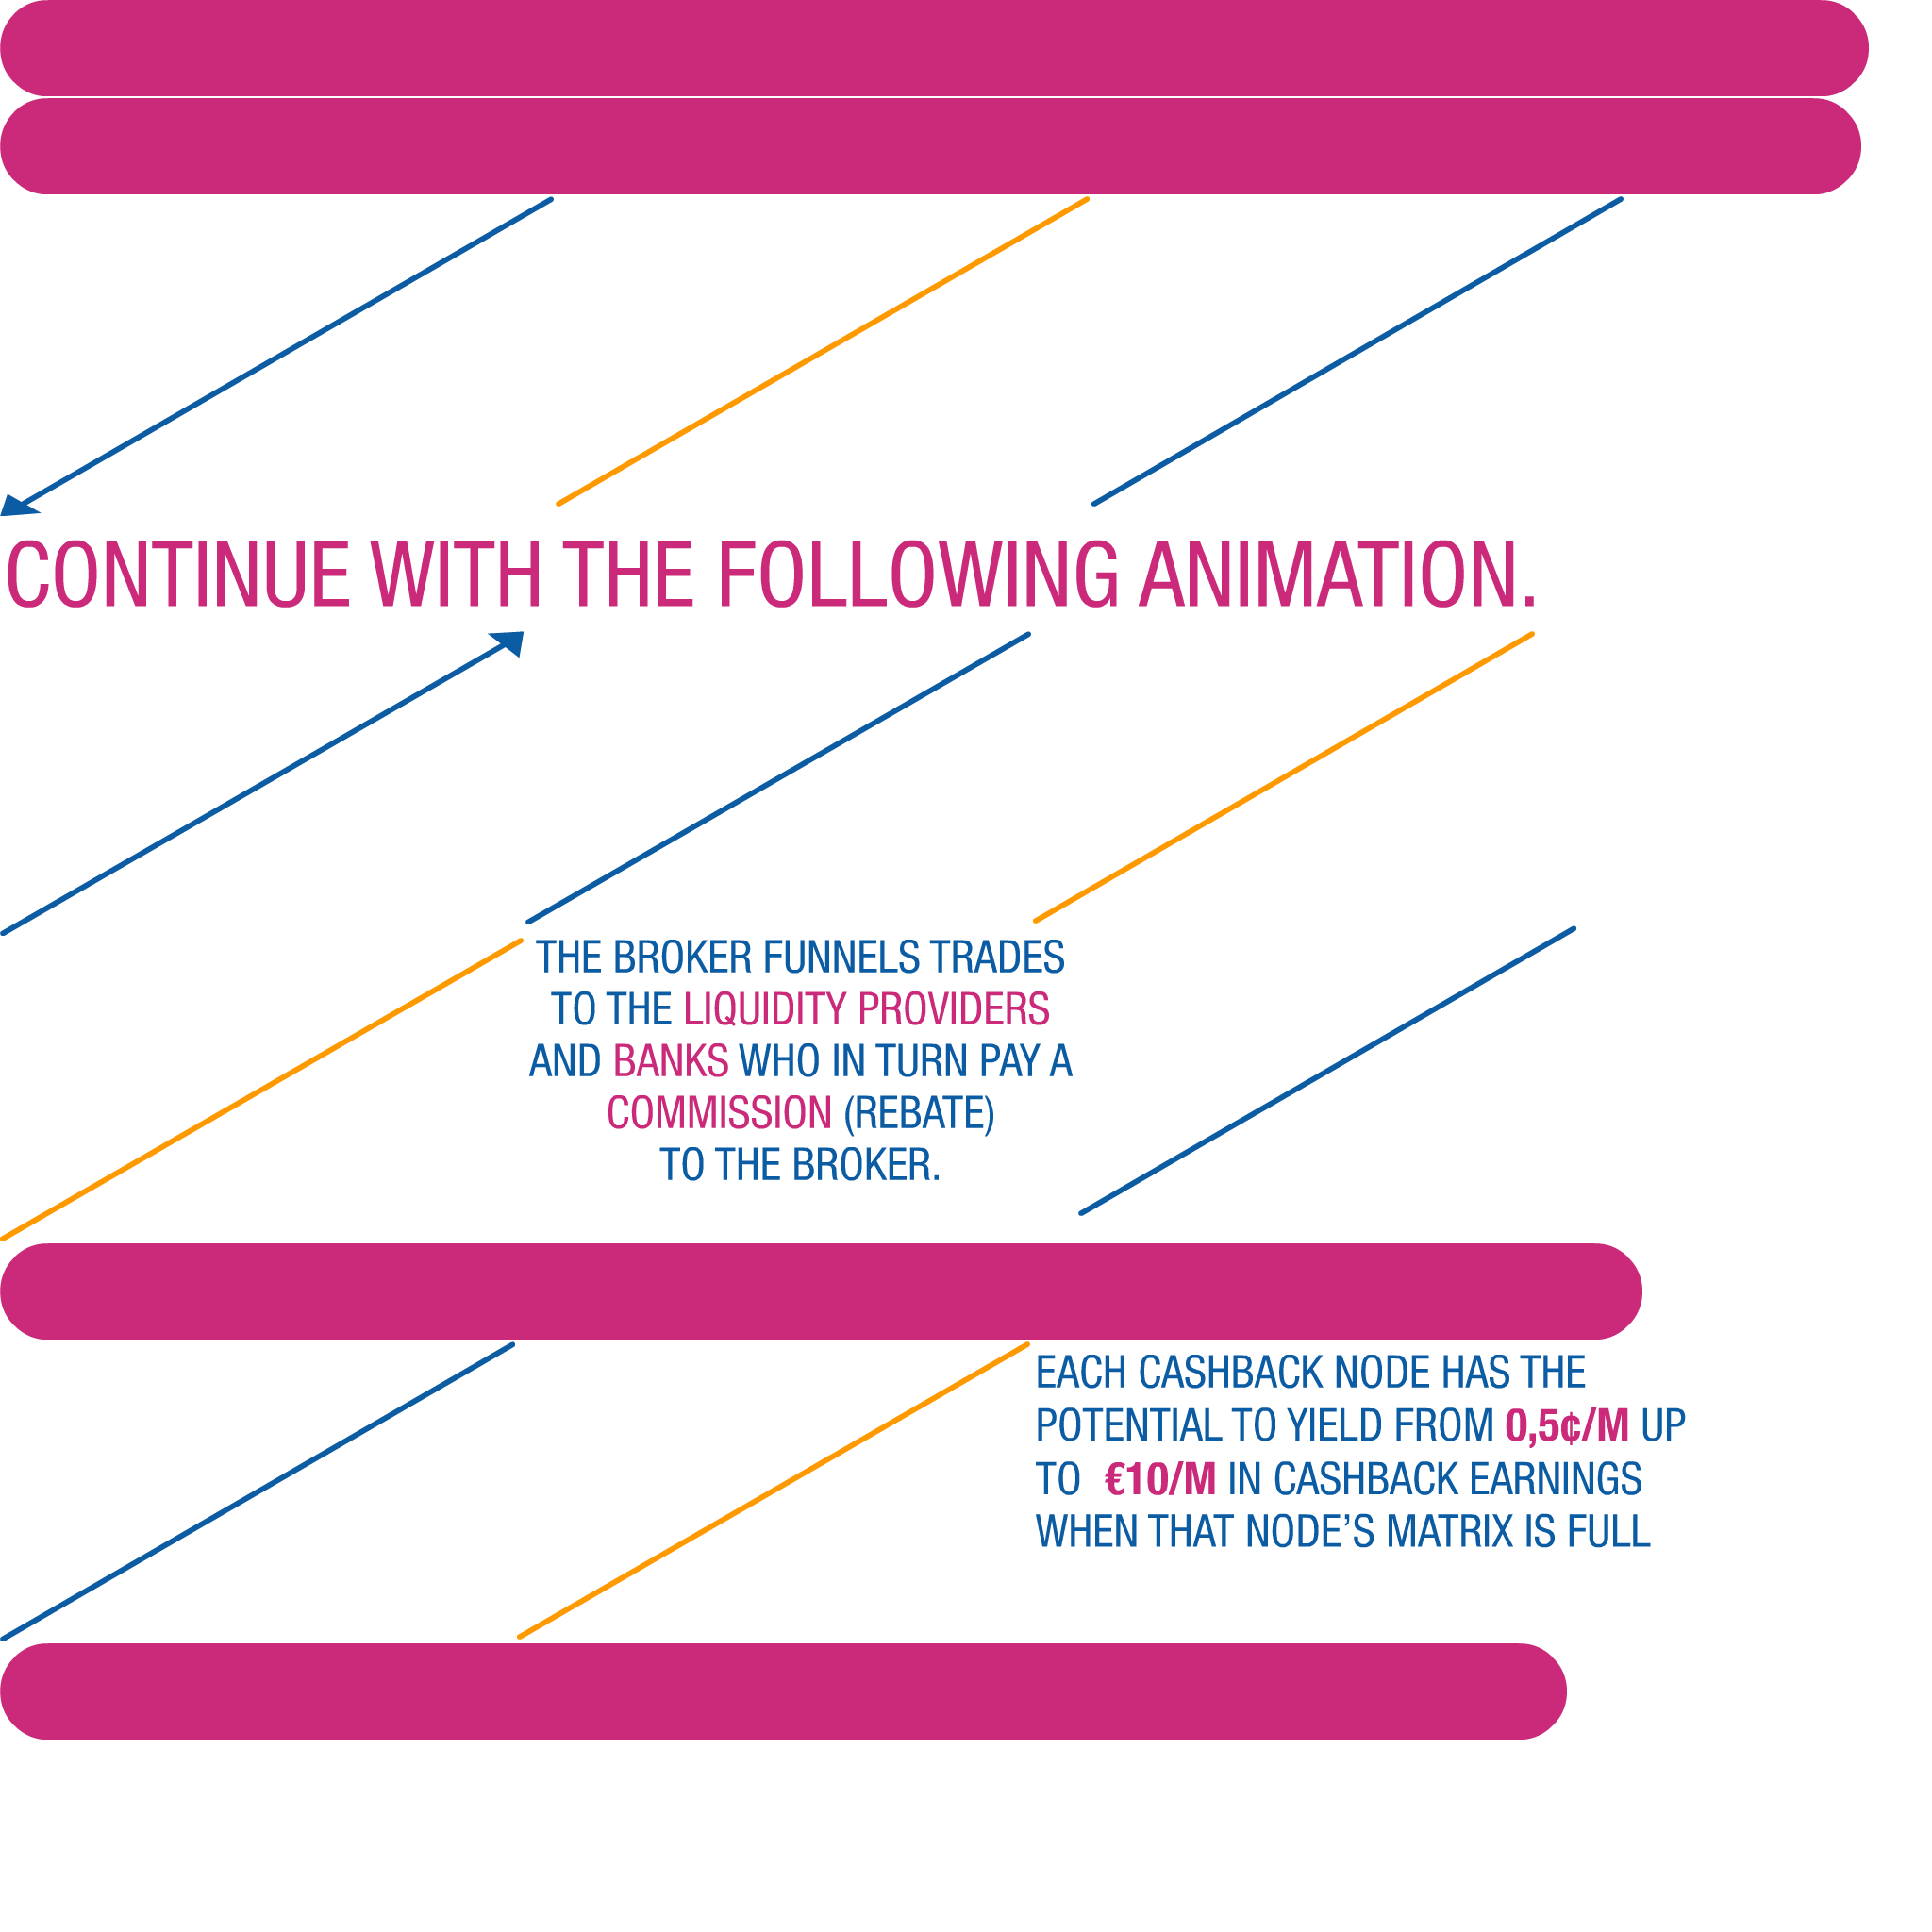 CONTINUE WITH THE FOLLOWING ANIMATION.
THE BROKER FUNNELS TRADES
TO THE LIQUIDITY PROVIDERS
AND BANKS WHO IN TURN PAY A
COMMISSION (REBATE)
TO THE BROKER.
EACH CASHBACK NODE HAS THE
POTENTIAL TO YIELD FROM 0,5¢/M UP
TO €10/M IN CASHBACK EARNINGS
WHEN THAT NODE’S MATRIX IS FULL